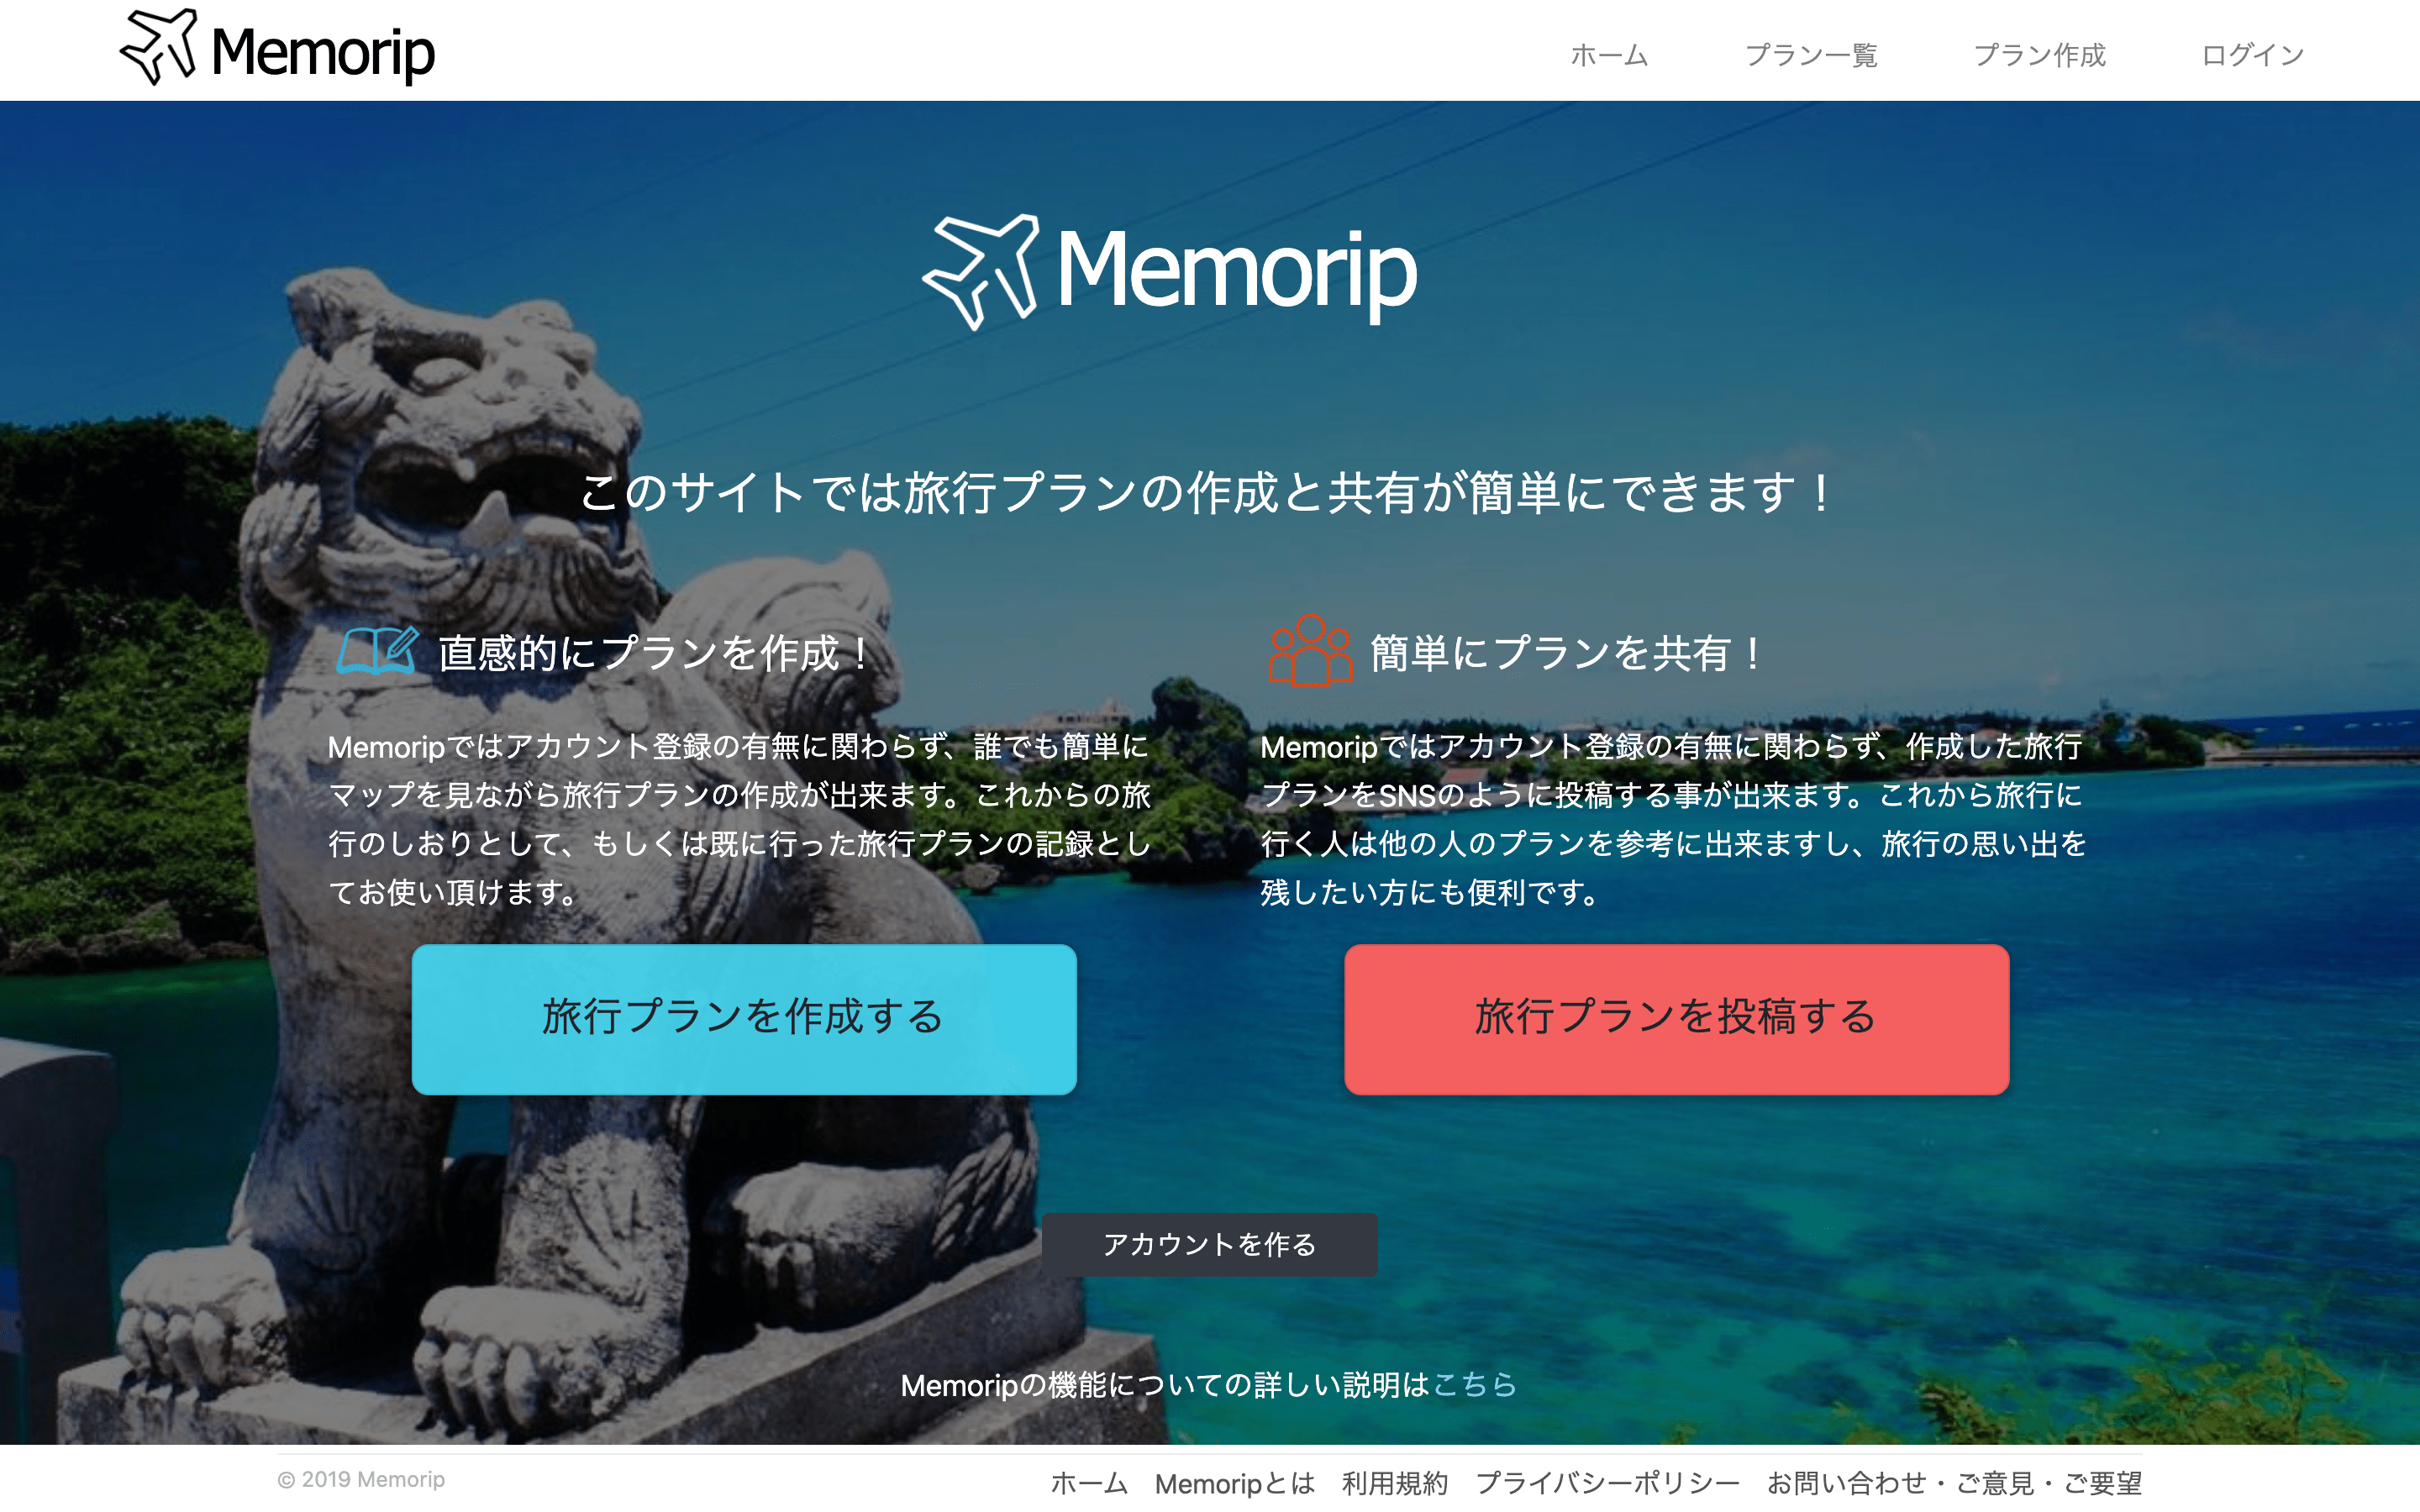 Memorip
ホーム プラン一覧 プラン作成 ログイン
Memorip
このサイトでは旅行プランの作成と共有が簡単にできます！
直感的にプランを作成！
Memoripではアカウント登録の有無に関わらず、誰でも簡単に
マップを見ながら旅行プランの作成が出来ます。これからの旅
行のしおりとして、もしくは既に行った旅行プランの記録とし
てお使い頂けます。
旅行プランを作成する
簡単にプランを共有！
Memoripではアカウント登録の有無に関わらず、作成した旅行
プランをSNSのように投稿する事が出来ます。これから旅行に
行く人は他の人のプランを参考に出来ますし、旅行の思い出を
残したい方にも便利です。
旅行プランを投稿する
アカウントを作る
Memoripの機能についての詳しい説明はこちら
© 2019 Memorip
ホーム Memoripとは 利用規約 プライバシーポリシー お問い合わせ・ご意見・ご要望